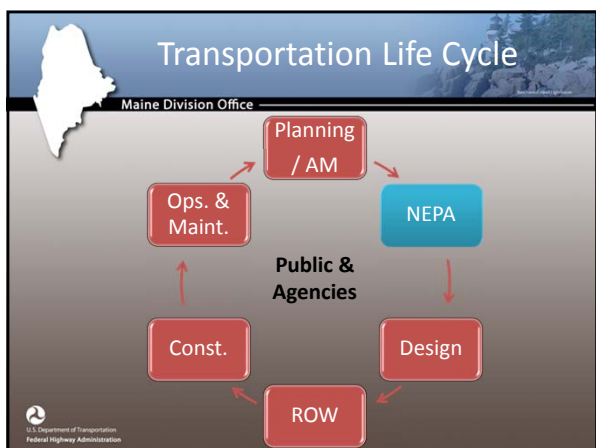 Transportation Life Cycle
Maine Division Office
Planning
/ AM
NEPA
Design
ROW
Const.
Ops. &
Maint.
Public &
Agencies
U.S. Department of Transportation
Federal Highway Administration